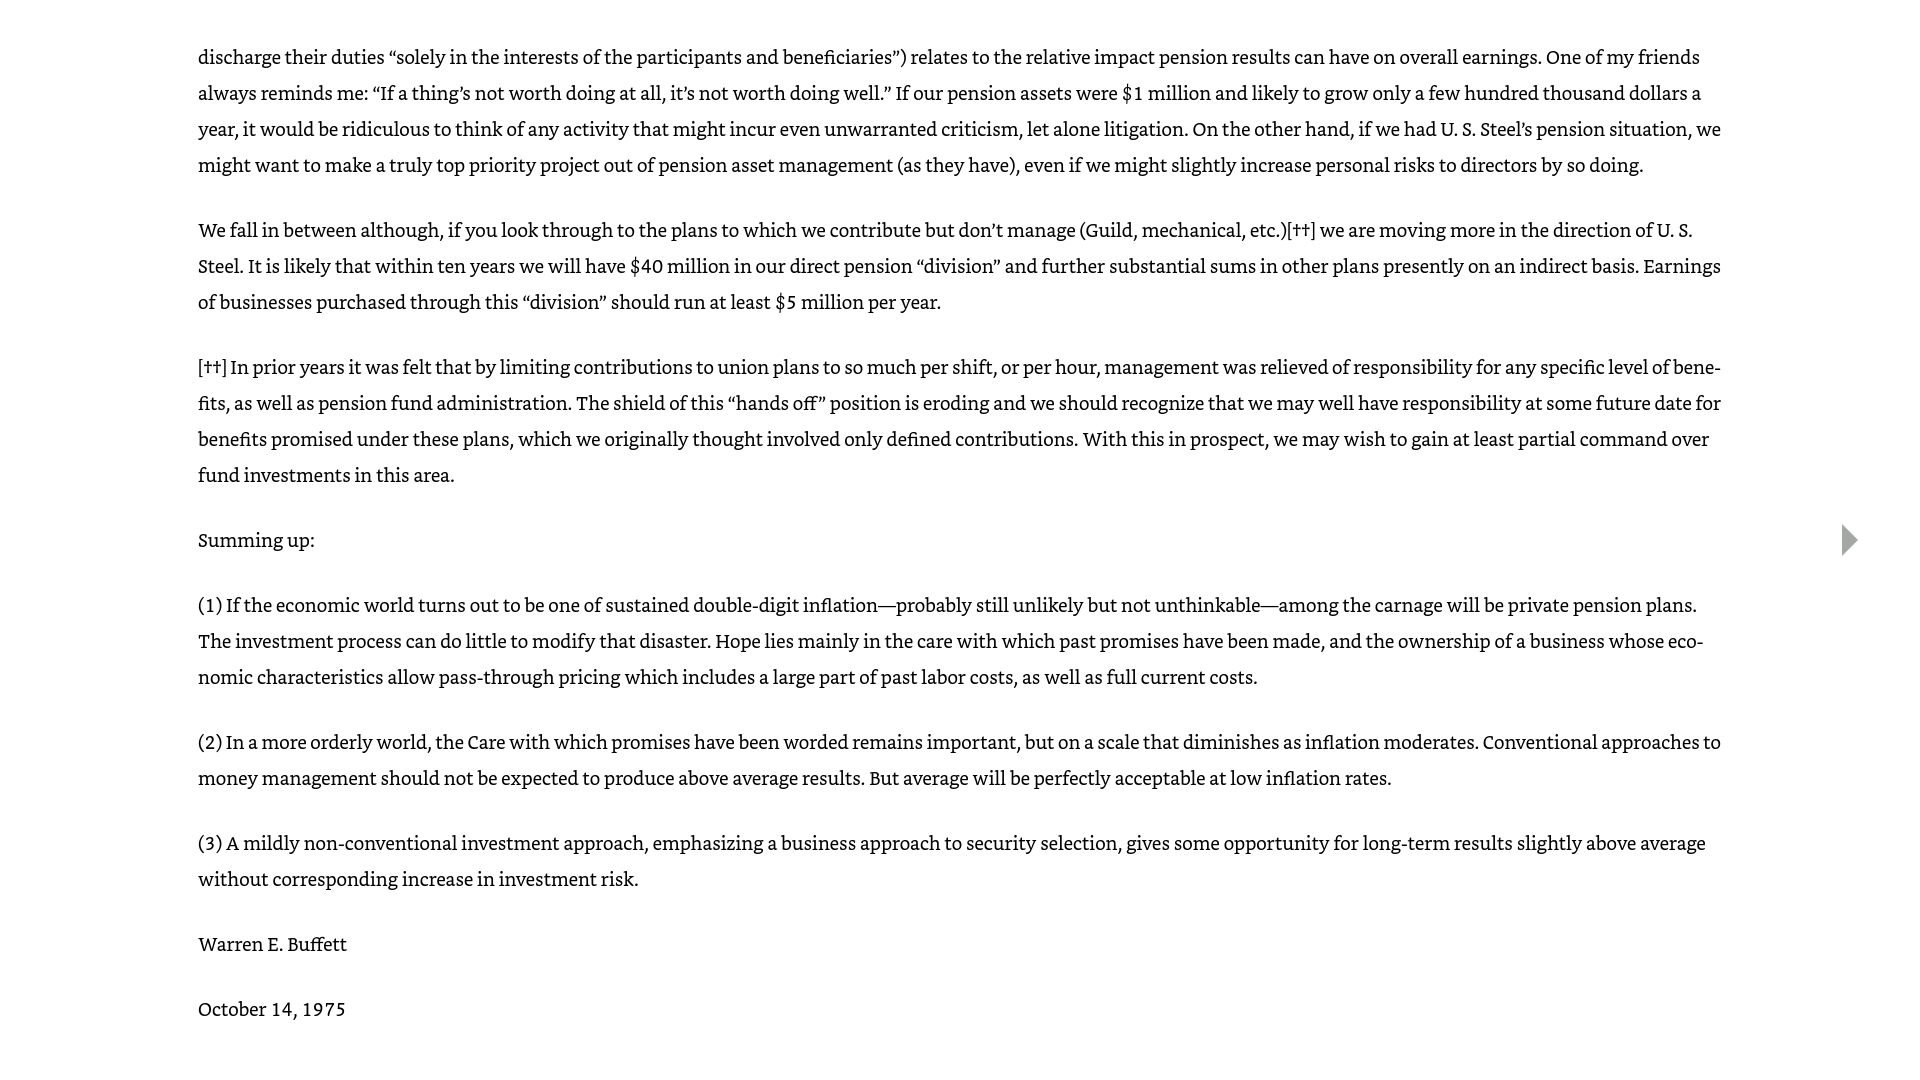 discharge their duties “solely in the interests of the participants and beneficiaries”) relates to the relative impact pension results can have on overall earnings. One of my friends
always reminds me: “If a thing’s not worth doing at all, it’s not worth doing well.” If our pension assets were $1 million and likely to grow only a few hundred thousand dollars a
year, it would be ridiculous to think of any activity that might incur even unwarranted criticism, let alone litigation. On the other hand, if we had U. S. Steel’s pension situation, we
might want to make a truly top priority project out of pension asset management (as they have), even if we might slightly increase personal risks to directors by so doing.
We fall in between although, if you look through to the plans to which we contribute but don’t manage (Guild, mechanical, etc.)[††] we are moving more in the direction of U. S.
Steel. It is likely that within ten years we will have $40 million in our direct pension “division” and further substantial sums in other plans presently on an indirect basis. Earnings
of businesses purchased through this “division” should run at least $5 million per year.
[††] In prior years it was felt that by limiting contributions to union plans to so much per shift, or per hour, management was relieved of responsibility for any specific level of bene-
fits, as well as pension fund administration. The shield of this “hands off” position is eroding and we should recognize that we may well have responsibility at some future date for
benefits promised under these plans, which we originally thought involved only defined contributions. With this in prospect, we may wish to gain at least partial command over
fund investments in this area.
Summing up:
(1) If the economic world turns out to be one of sustained double-digit inflation—probably still unlikely but not unthinkable—among the carnage will be private pension plans.
The investment process can do little to modify that disaster. Hope lies mainly in the care with which past promises have been made, and the ownership of a business whose eco-
nomic characteristics allow pass-through pricing which includes a large part of past labor costs, as well as full current costs.
(2) In a more orderly world, the Care with which promises have been worded remains important, but on a scale that diminishes as inflation moderates. Conventional approaches to
money management should not be expected to produce above average results. But average will be perfectly acceptable at low inflation rates.
(3) A mildly non-conventional investment approach, emphasizing a business approach to security selection, gives some opportunity for long-term results slightly above average
without corresponding increase in investment risk.
Warren E. Buffett
October 14, 1975